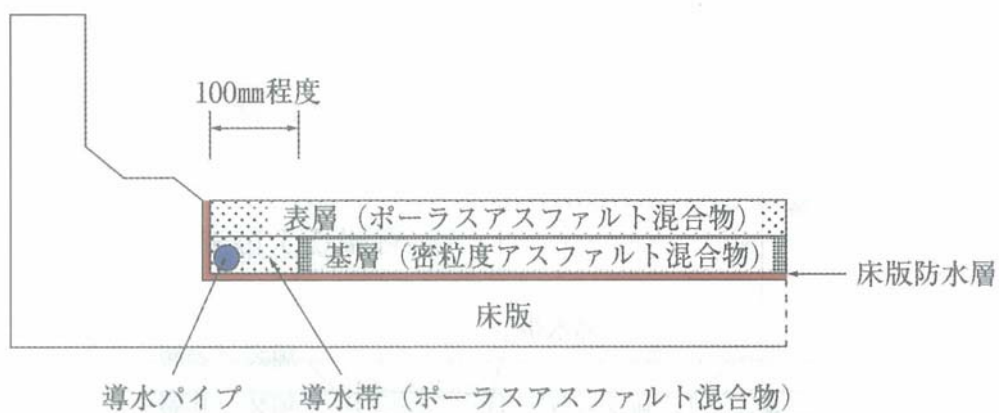 100mm程度
表層（ポーラスアスファルト混合物）
基層（密粒度アスファルト混合物）
床版防水層
床版
導水パイプ
導水帯（ポーラスアスファルト混合物）